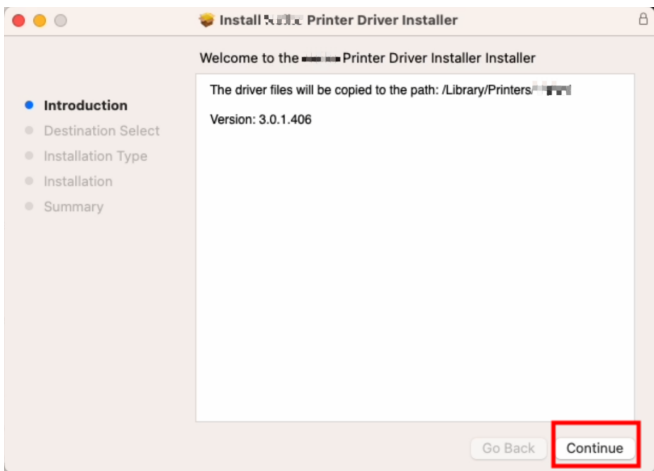 Install Printer Driver Installer
Welcome to the Printer Driver Installer Installer
The driver files will be copied to the path: /Library/Printers/
Version: 3.0.1.406
Introduction
Destination Select
Installation Type
Installation
Summary
Go Back
Continue